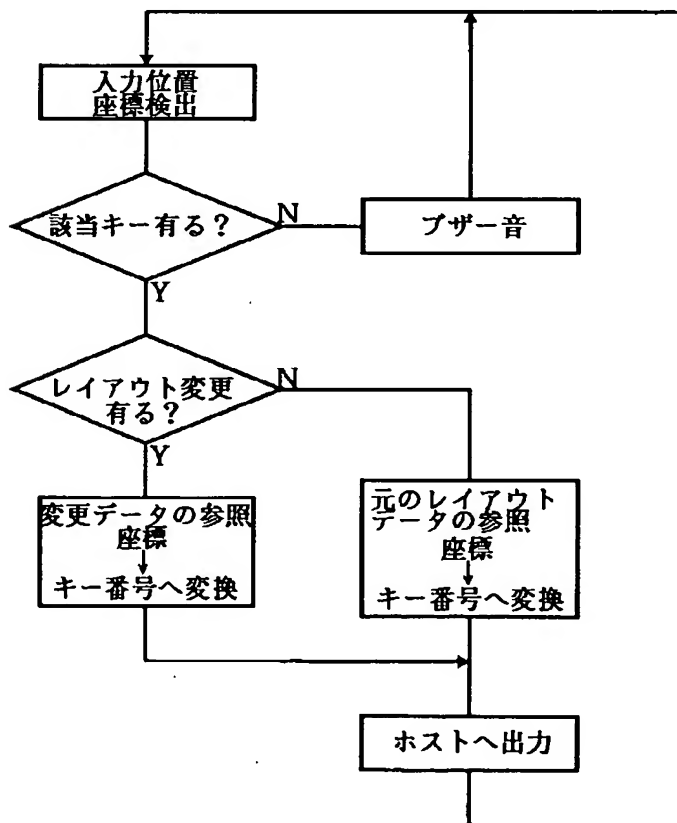 入力位置
座標検出
該当キー有る？
N
ブザー音
Y
レイアウト変更
有る？
N
Y
変更データの参照
座標
キー番号へ変換
元のレイアウト
データの参照
座標
キー番号へ変換
ホストへ出力